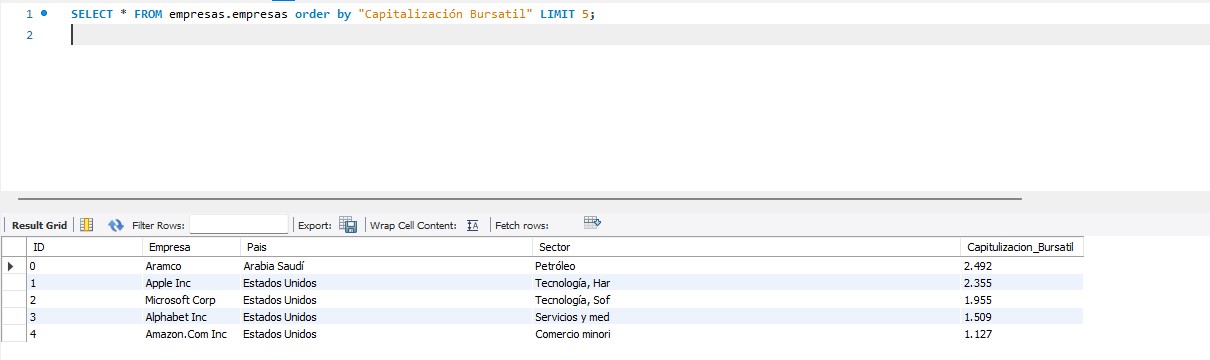 1 SELECT * FROM empresas.empresas order by "Capitalización Bursatil" LIMIT 5;
2
Result Grid Filter Rows: Export: Wrap Cell Content: Fetch rows:
ID Empresa Pais Sector Capitulizacion_Bursatil
0 Aramco Arabia Saudí Petróleo 2.492
1 Apple Inc Estados Unidos Tecnología, Har 2.355
2 Microsoft Corp Estados Unidos Tecnología, Sof 1.955
3 Alphabet Inc Estados Unidos Servicios y med 1.509
4 Amazon.Com Inc Estados Unidos Comercio minori 1.127